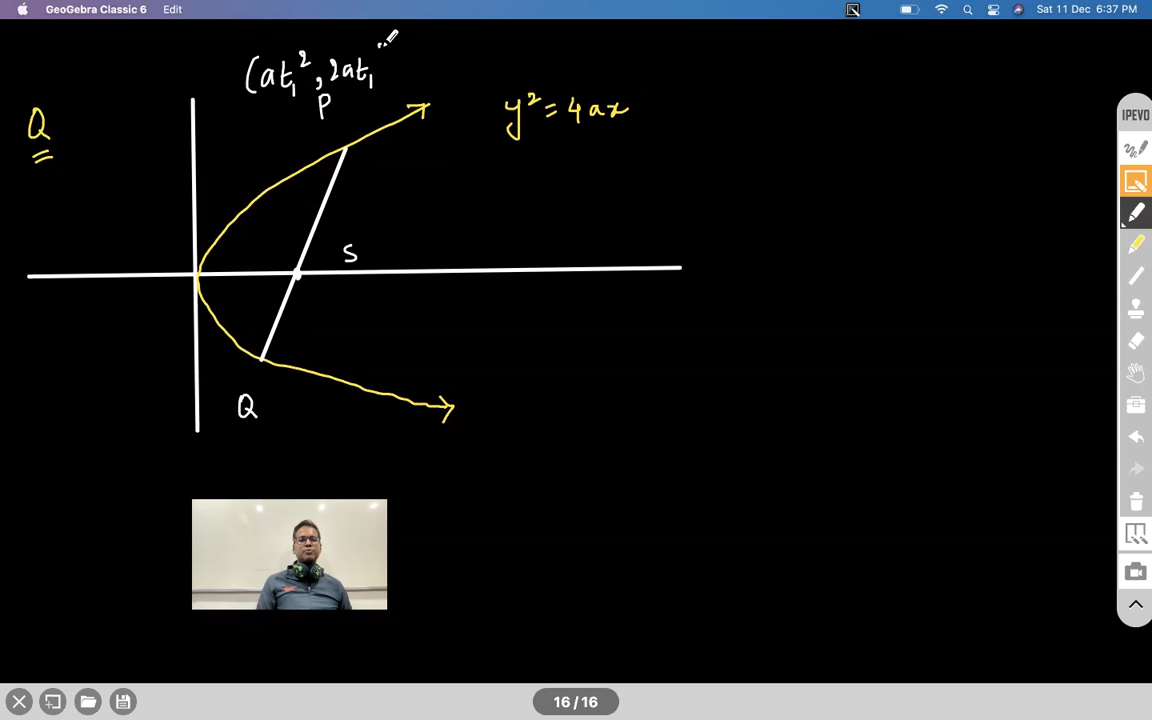 GeoGebra Classic 6 Edit Sat 11 Dec 6:37 PM
(at₁², 2at₁
P
y² = 4ax
Q
IPEVO
S
Q
16 / 16